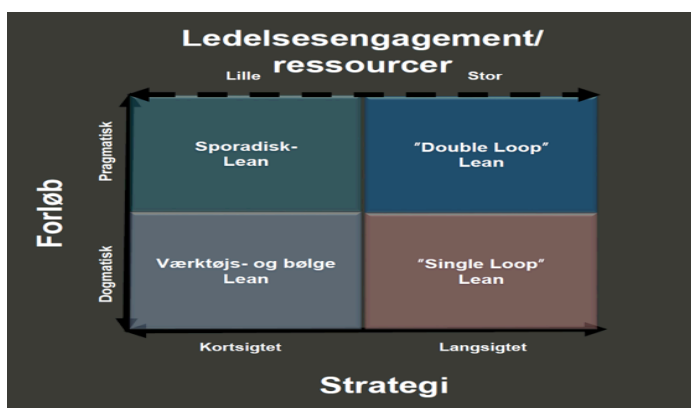 Ledelsesengagement/
ressourcer
Lille
Stor
Forløb
Pragmatisk
Dogmatisk
Sporadisk-
Lean
"Double Loop"
Lean
Værktøjs- og bølge
Lean
"Single Loop"
Lean
Kortsigtet
Langsigtet
Strategi